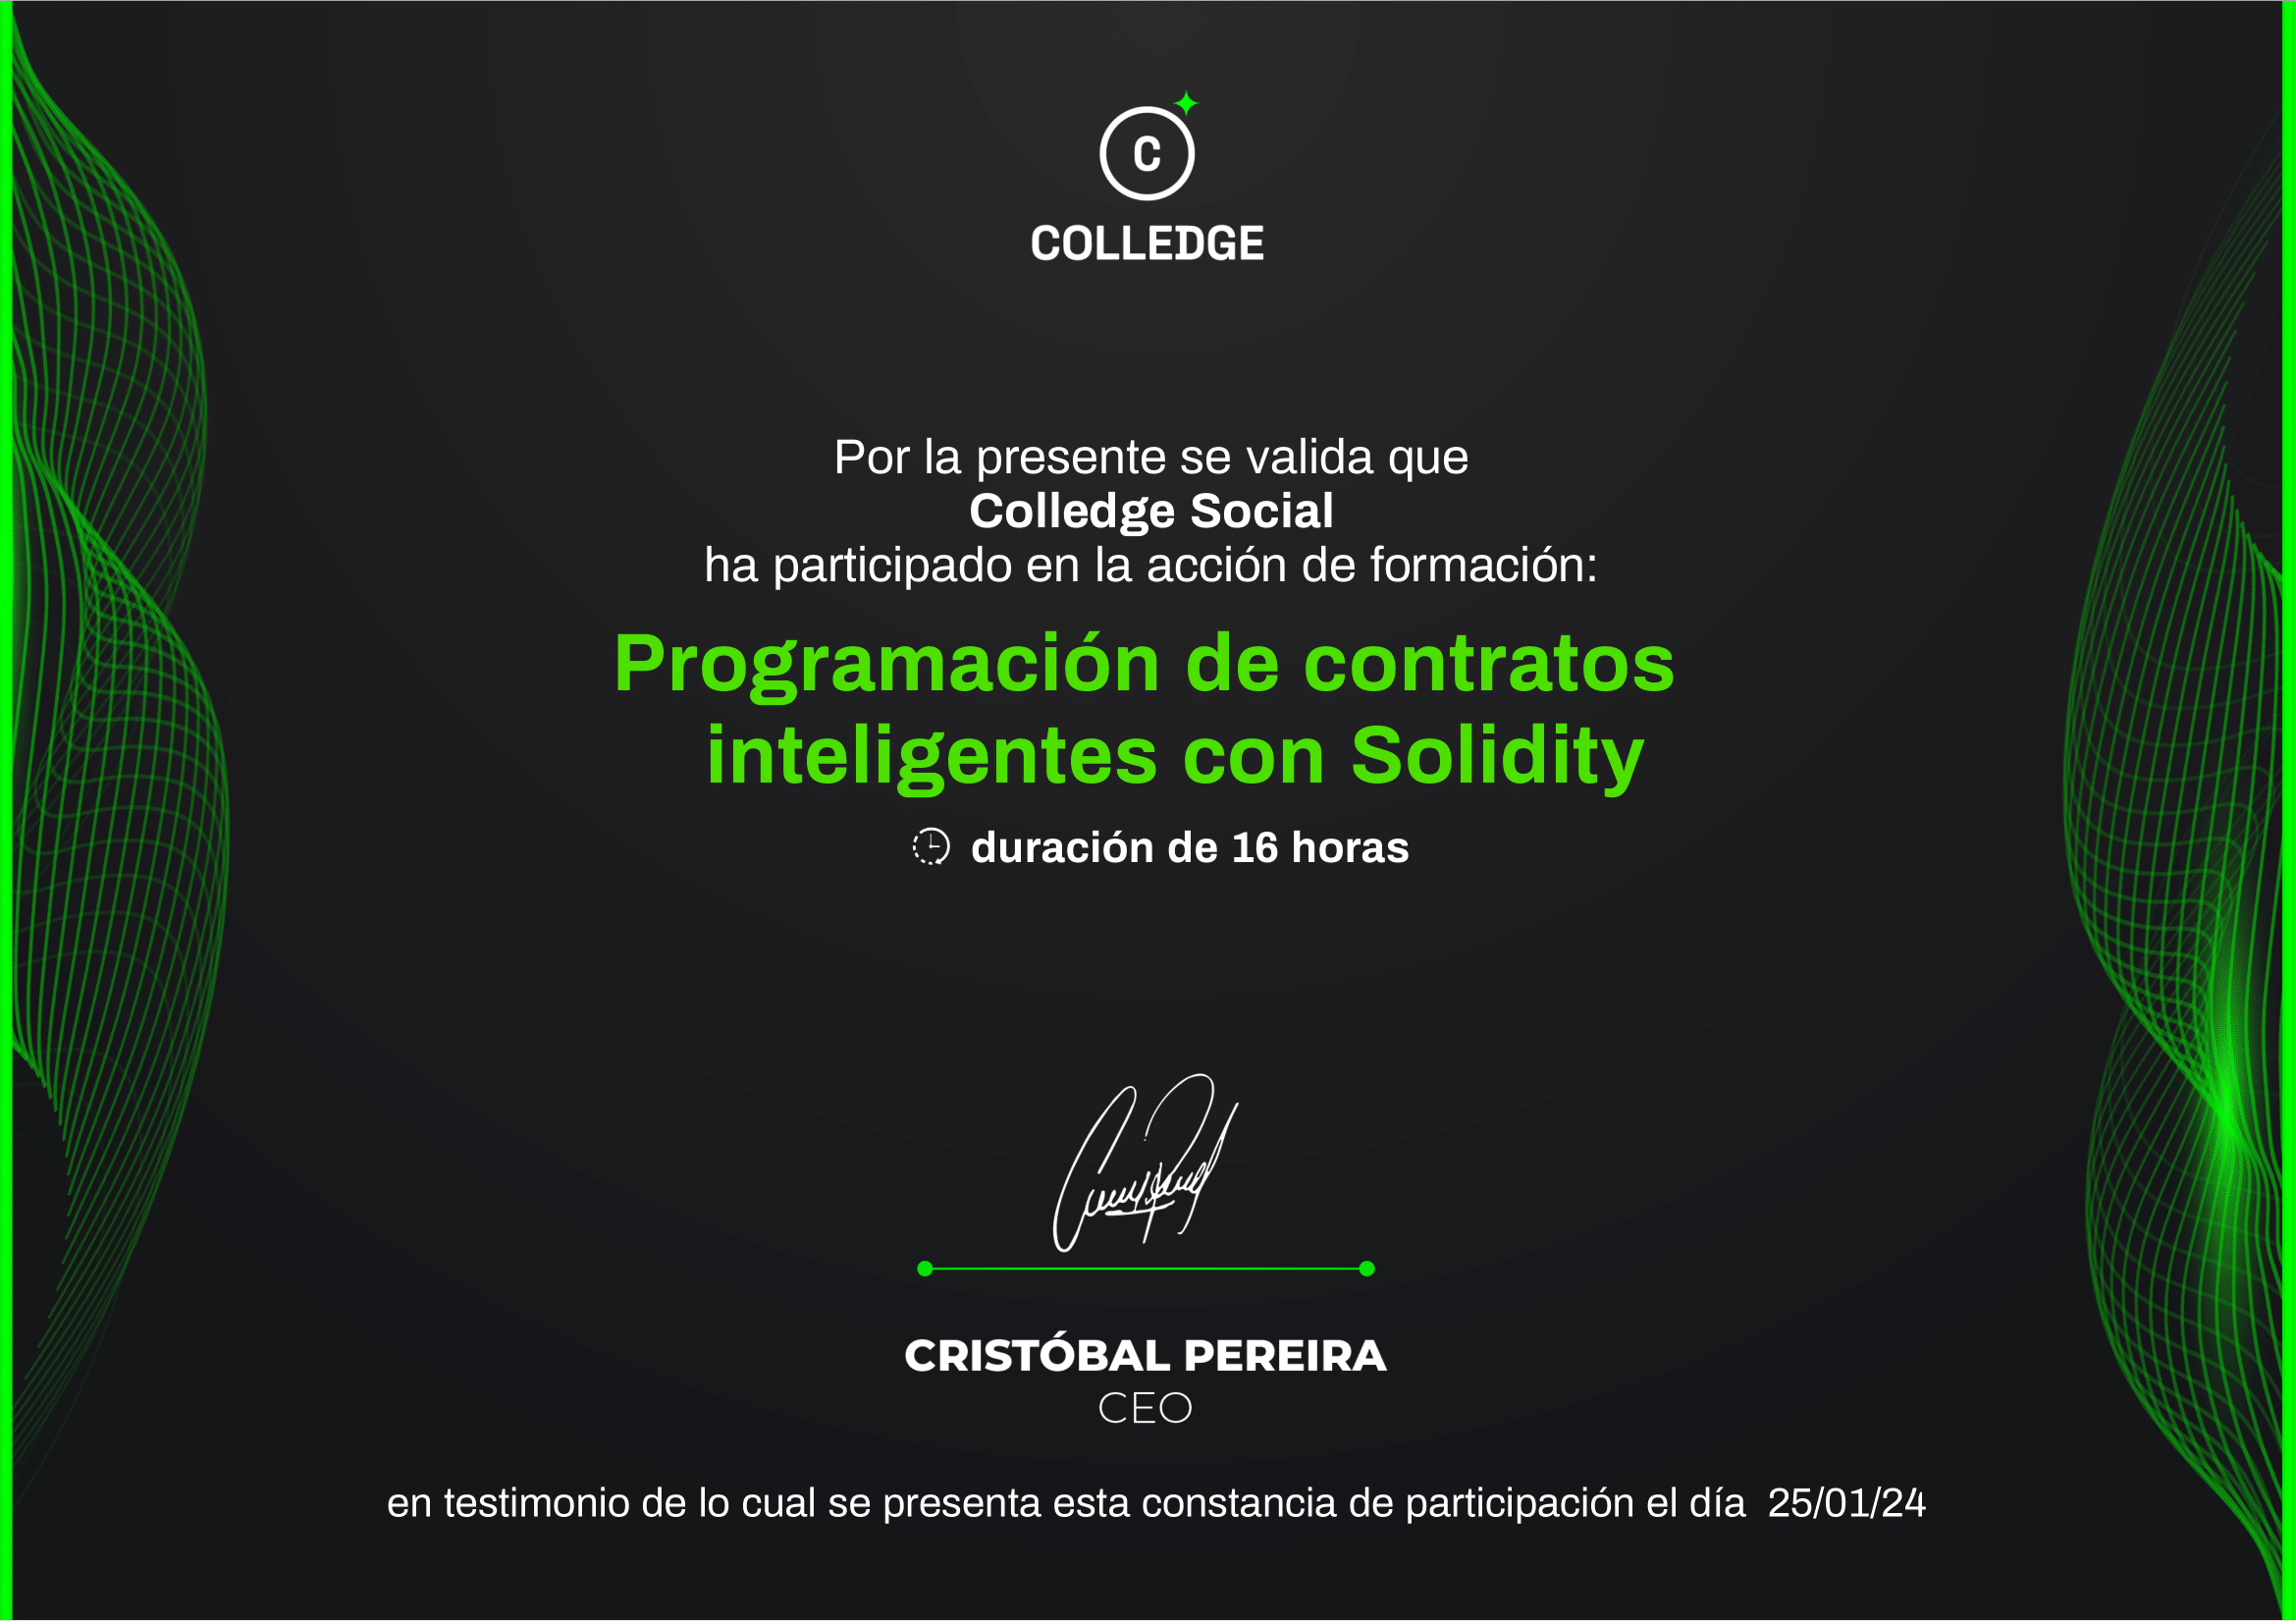 C
COLLEDGE
Por la presente se valida que
Colledge Social
ha participado en la acción de formación:
Programación de contratos
inteligentes con Solidity
duración de 16 horas
CRISTÓBAL PEREIRA
CEO
en testimonio de lo cual se presenta esta constancia de participación el día 25/01/24